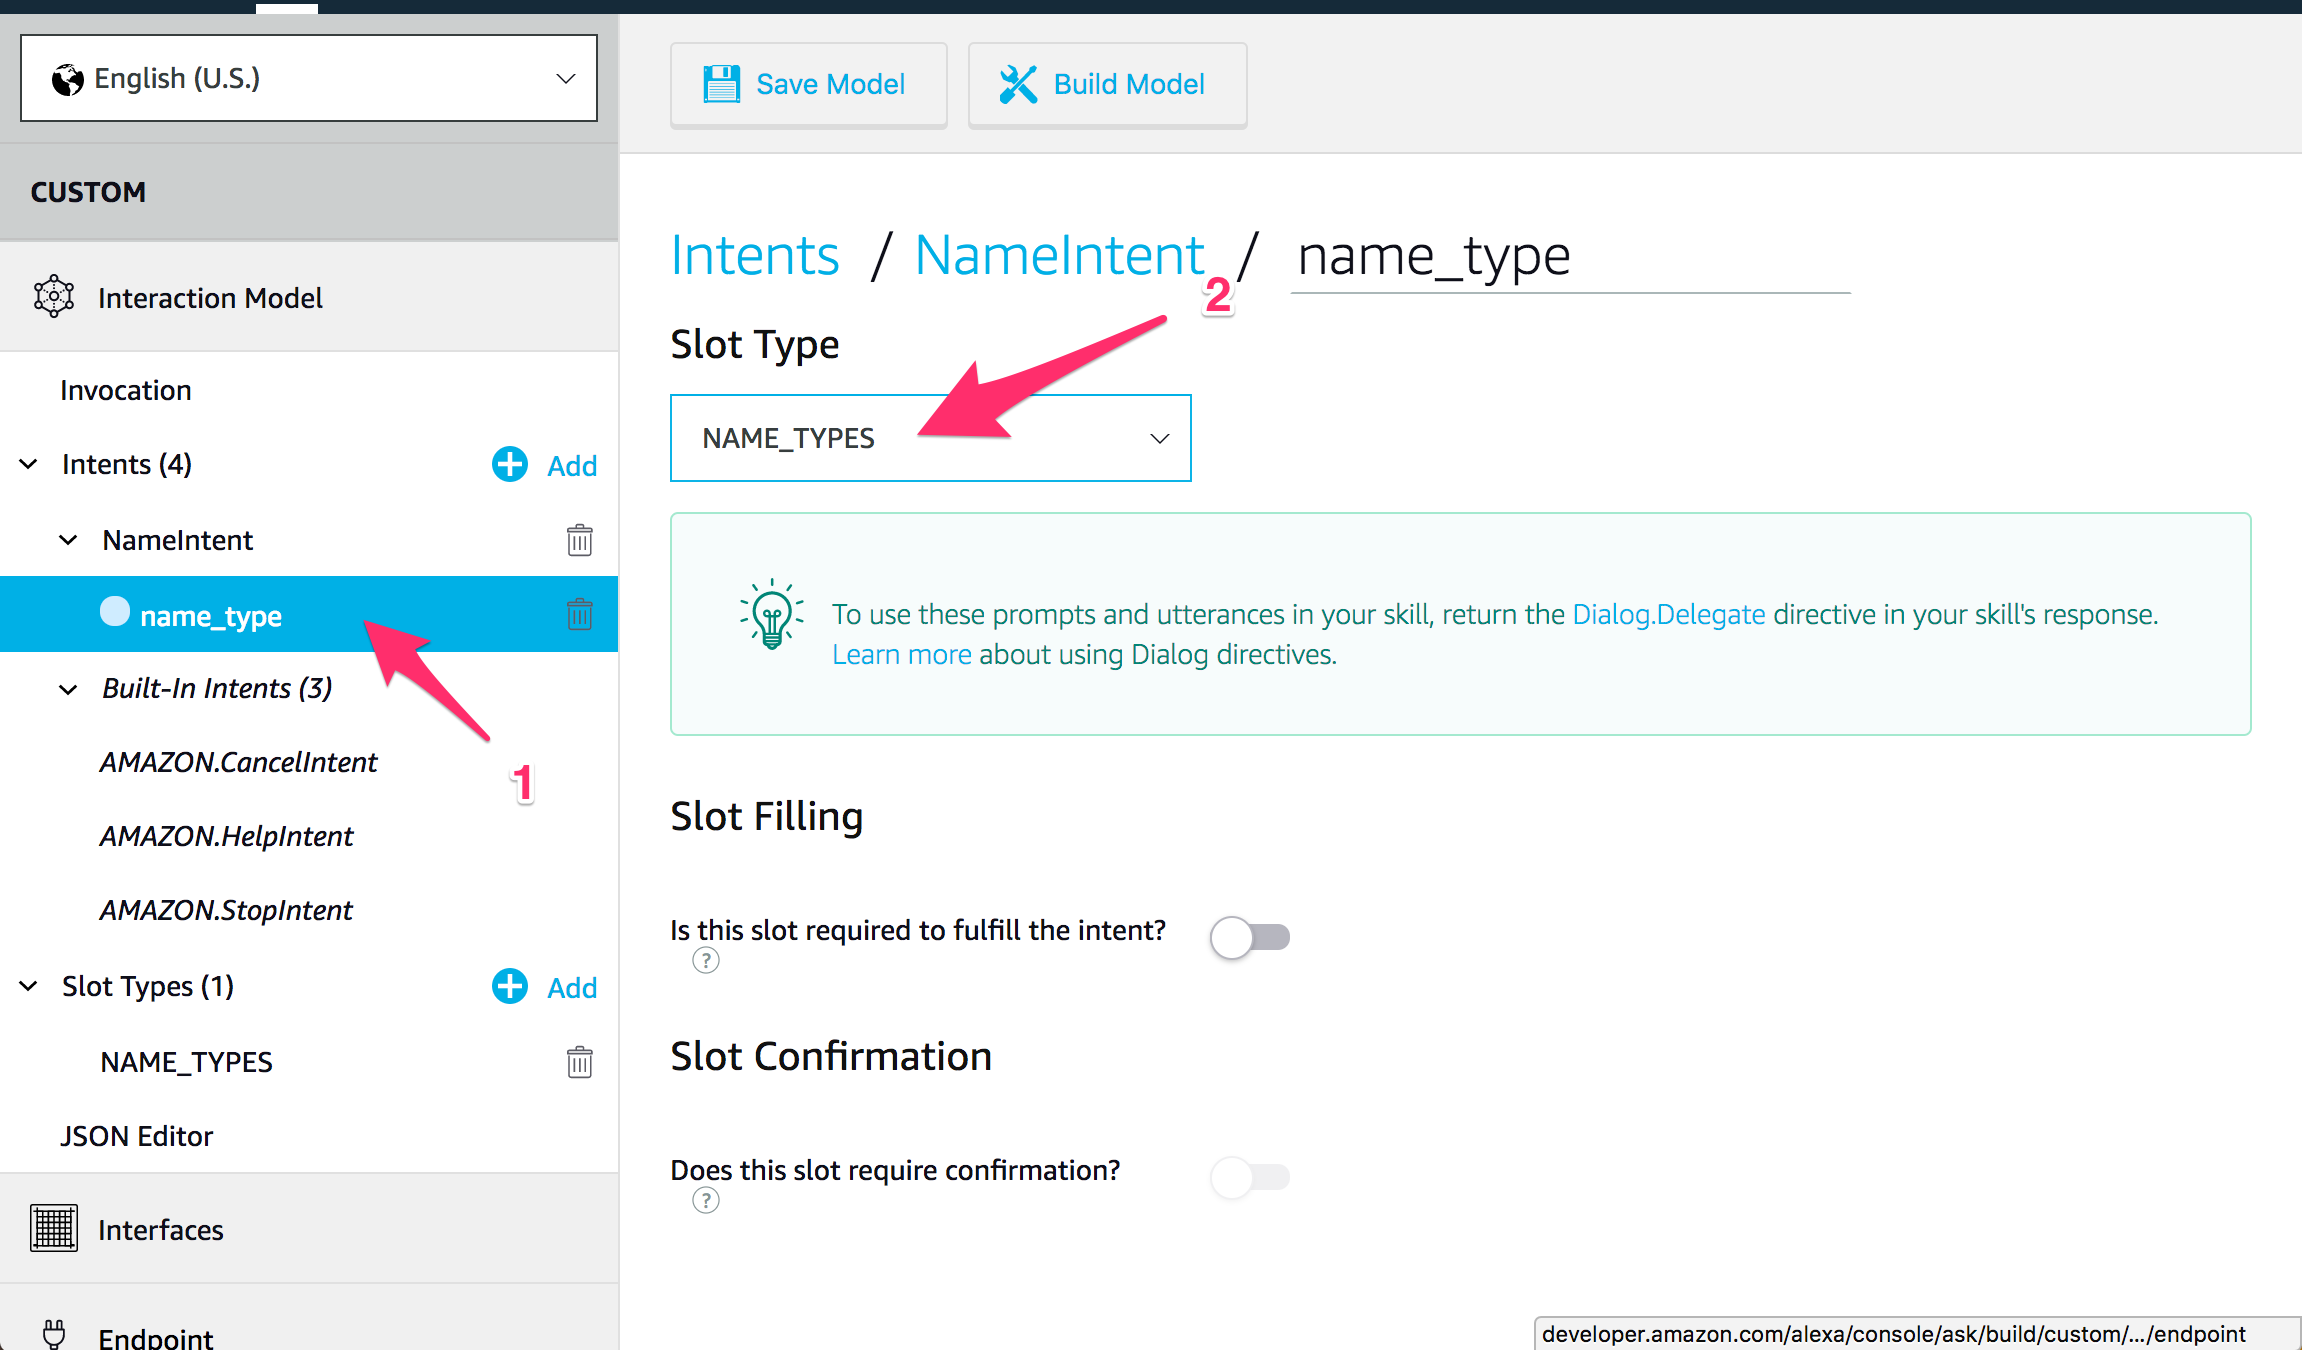 English (U.S.)
CUSTOM
Interaction Model
Invocation
Intents (4)
Add
NameIntent
name_type
Built-In Intents (3)
1
AMAZON.CancelIntent
AMAZON.HelpIntent
AMAZON.StopIntent
Slot Types (1)
Add
NAME_TYPES
JSON Editor
Interfaces
Endpoint
Save Model
Build Model
Intents / NameIntent / name_type
2
Slot Type
NAME_TYPES
To use these prompts and utterances in your skill, return the Dialog.Delegate directive in your skill's response.
Learn more about using Dialog directives.
Slot Filling
Is this slot required to fulfill the intent?
?
Slot Confirmation
Does this slot require confirmation?
?
developer.amazon.com/alexa/console/ask/build/custom/.../endpoint